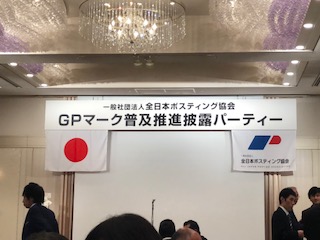 一般社団法人 全日本ポスティング協会
GPマーク普及推進披露パーティー
全日本ポスティング協会